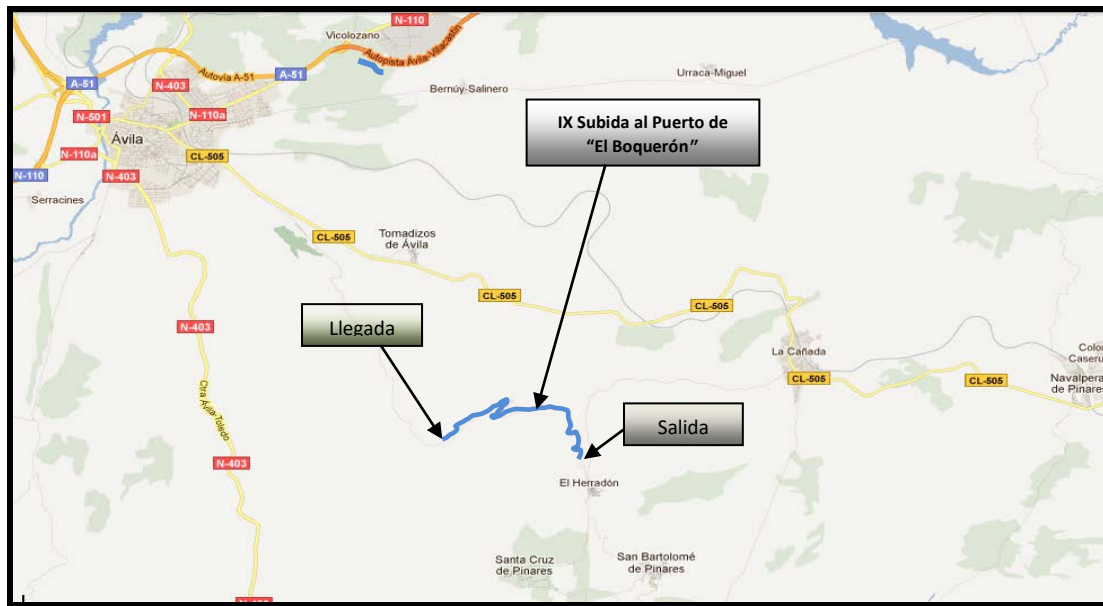 N-110
Vicolozano
Autopista Ávila-Villacastín
Autovía A-51
A-51
A-51
N-403
Urraca-Miguel
Bernúy-Salinero
N-501
N-110a
Ávila
N-110a
CL-505
N-403
N-110
Serracines
IX Subida al Puerto de
“El Boquerón”
CL-505
Tornadizos
de Ávila
CL-505
CL-505
Llegada
N-403
La Cañada
CL-505
CL-505
Navalpera
de Pinares
Ctra Ávila-Toledo
Salida
N-403
El Herradón
Santa Cruz
de Pinares
San Bartolomé
de Pinares